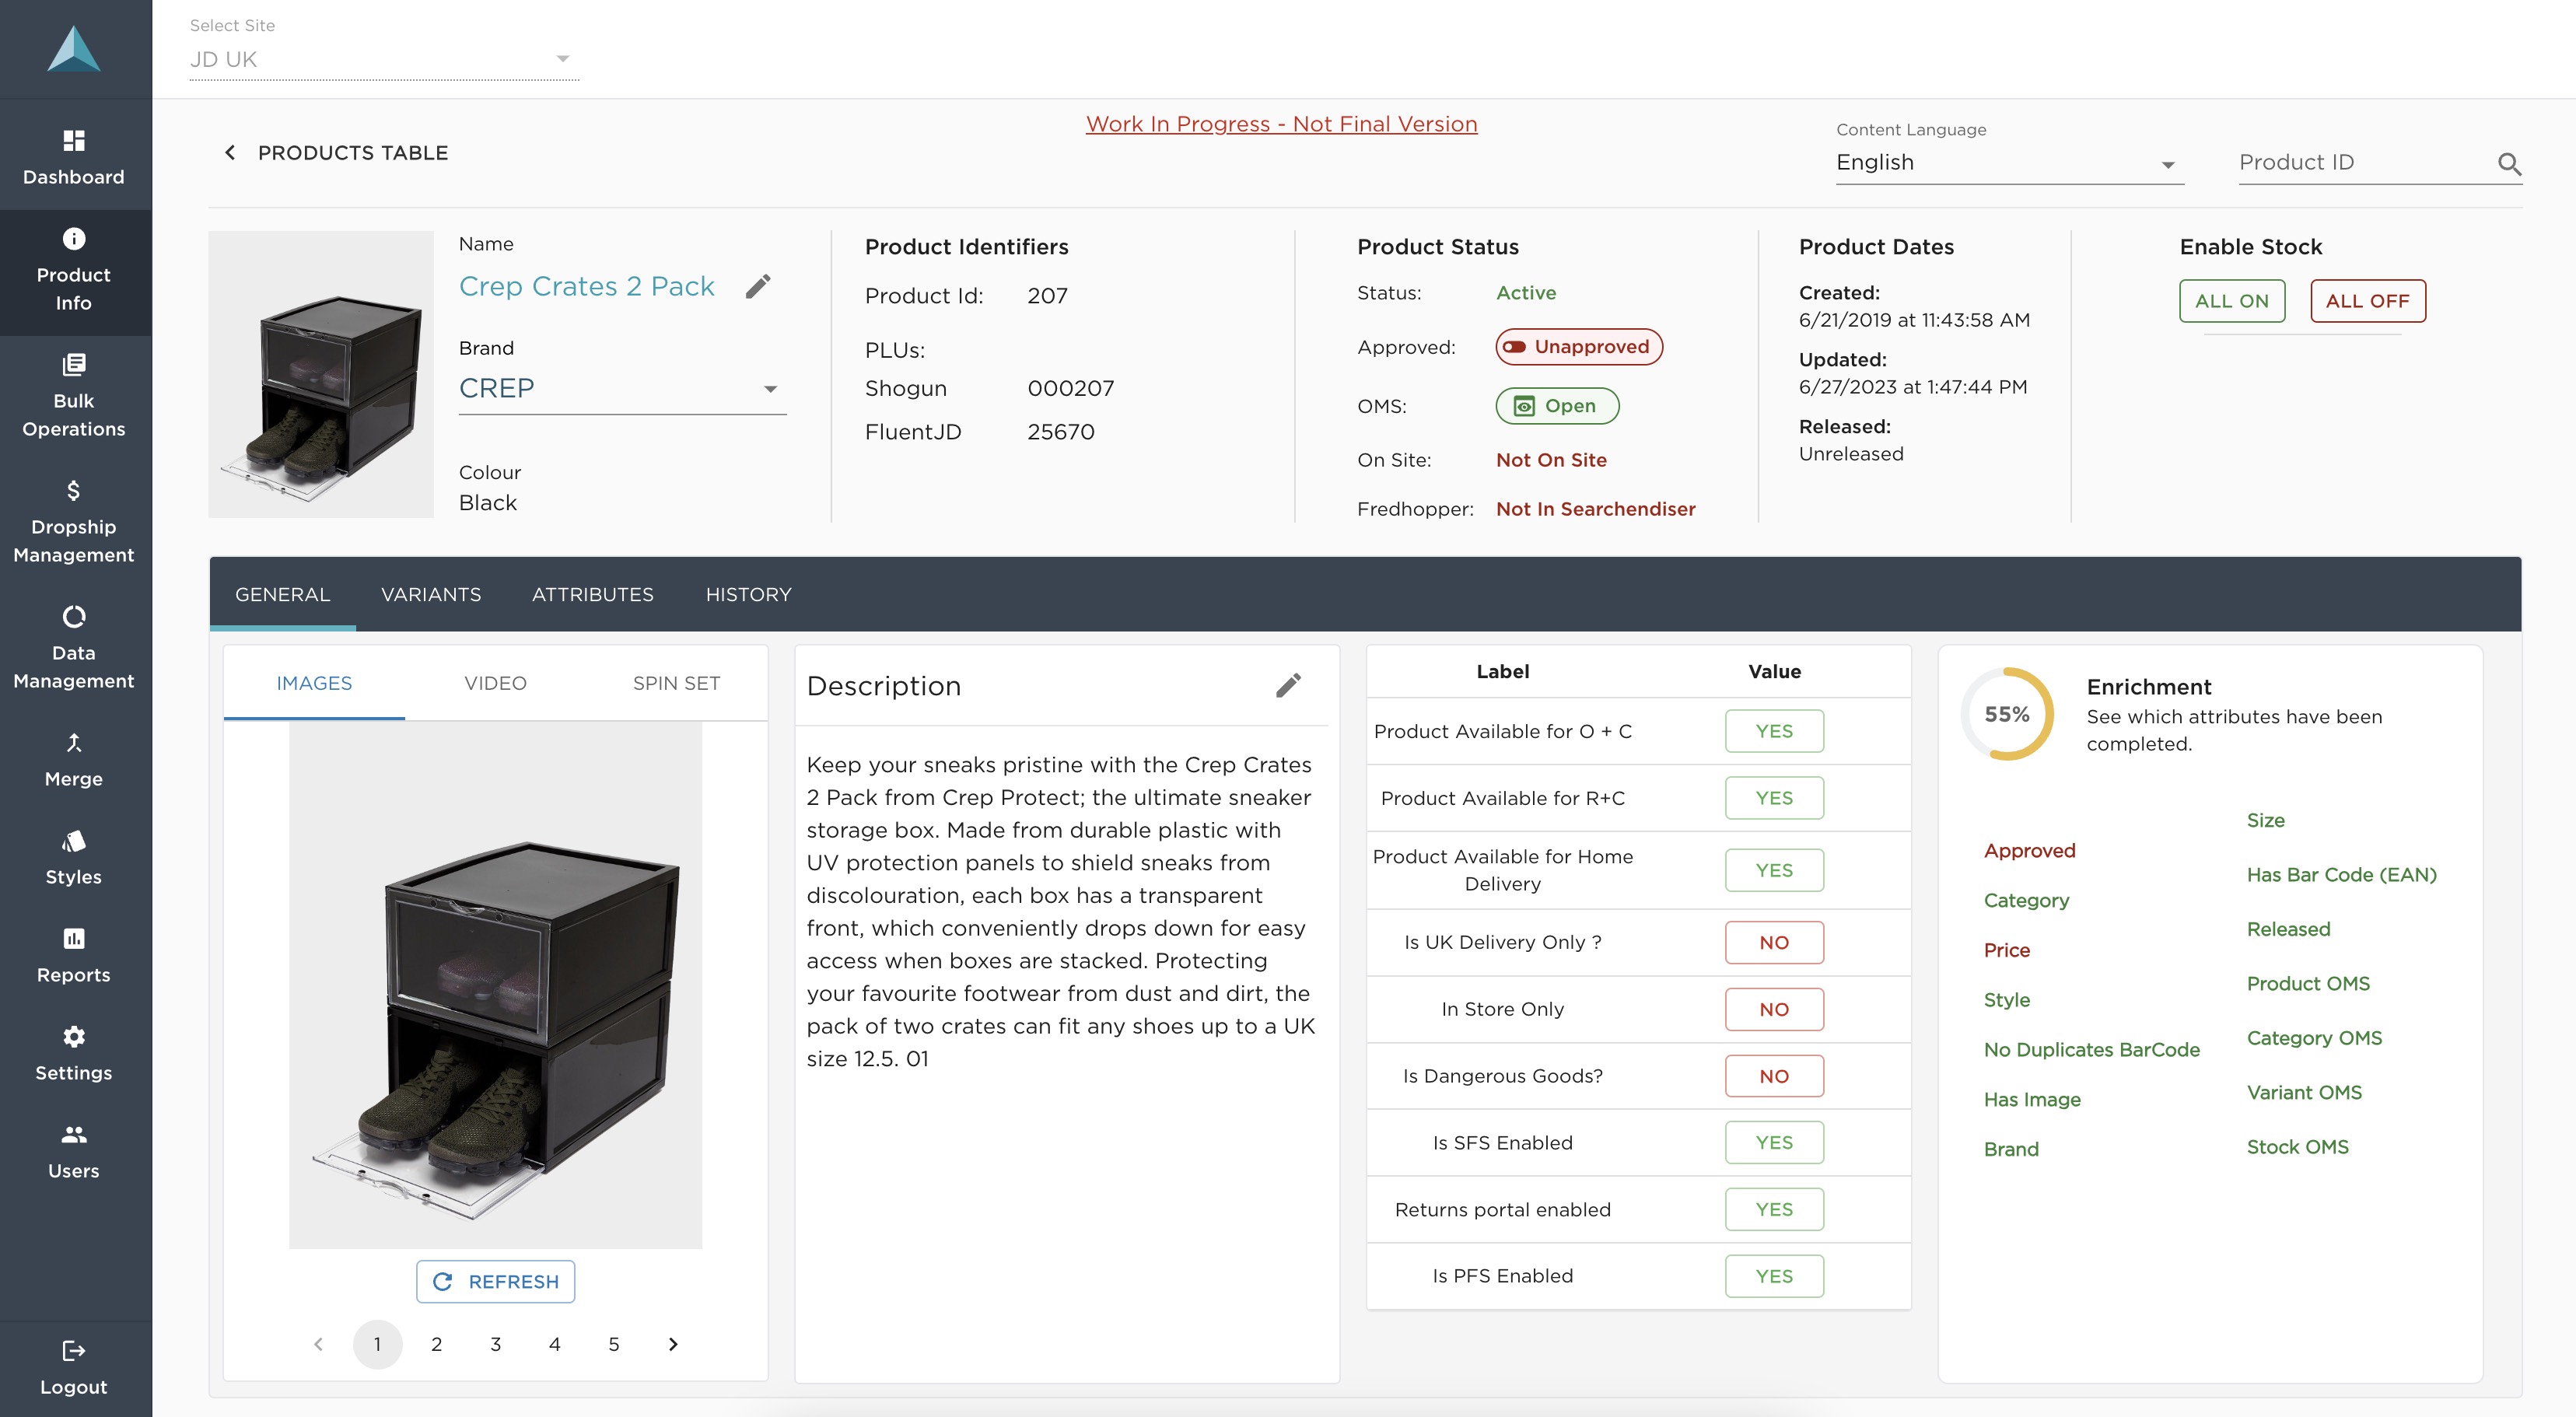 Select Site
JD UK
Dashboard
Product
Info
Bulk
Operations
$
Dropship
Management
Data
Management
Merge
Styles
Reports
Settings
Users
Logout
Work In Progress - Not Final Version
PRODUCTS TABLE
Content Language
English
Product ID
Name
Crep Crates 2 Pack
Brand
CREP
Colour
Black
Product Identifiers
Product Id: 207
PLUs:
Shogun 000207
FluentJD 25670
Product Status
Status: Active
Approved: Unapproved
OMS: Open
On Site: Not On Site
Fredhopper: Not In Searchendiser
Product Dates
Created:
6/21/2019 at 11:43:58 AM
Updated:
6/27/2023 at 1:47:44 PM
Released:
Unreleased
Enable Stock
ALL ON ALL OFF
GENERAL VARIANTS ATTRIBUTES HISTORY
IMAGES VIDEO SPIN SET
REFRESH
1 2 3 4 5
Description
Keep your sneaks pristine with the Crep Crates
2 Pack from Crep Protect; the ultimate sneaker
storage box. Made from durable plastic with
UV protection panels to shield sneaks from
discolouration, each box has a transparent
front, which conveniently drops down for easy
access when boxes are stacked. Protecting
your favourite footwear from dust and dirt, the
pack of two crates can fit any shoes up to a UK
size 12.5. 01
Label Value
Product Available for O + C YES
Product Available for R+C YES
Product Available for Home
Delivery YES
Is UK Delivery Only ? NO
In Store Only NO
Is Dangerous Goods? NO
Is SFS Enabled YES
Returns portal enabled YES
Is PFS Enabled YES
55%
Enrichment
See which attributes have been
completed.
Approved
Category
Price
Style
No Duplicates BarCode
Has Image
Brand
Size
Has Bar Code (EAN)
Released
Product OMS
Category OMS
Variant OMS
Stock OMS